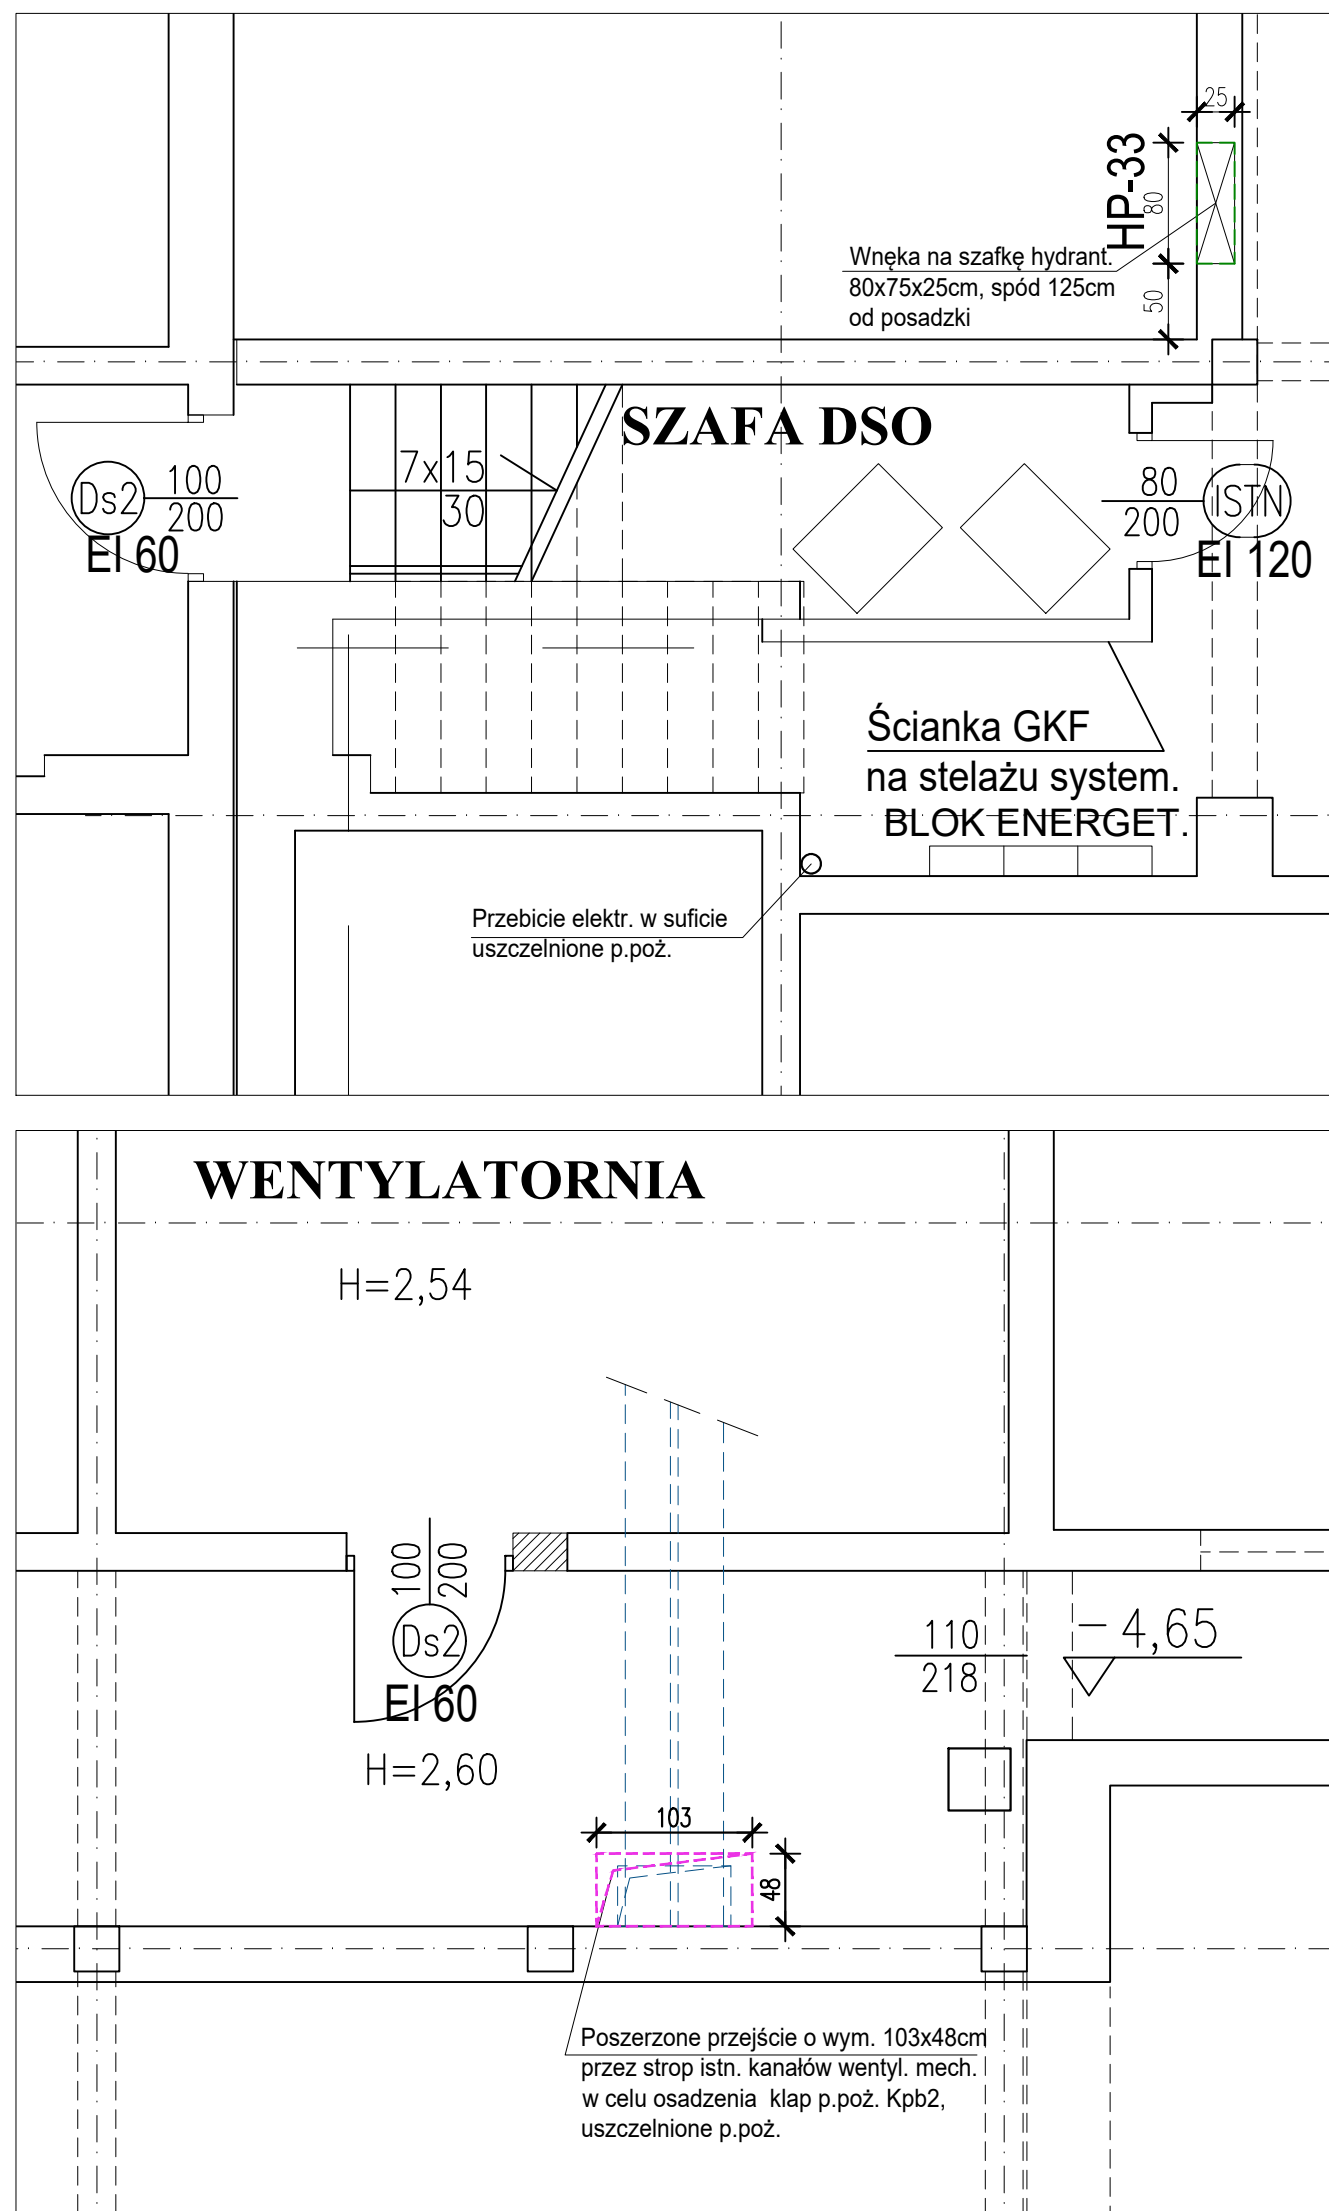 25
HP-33
80
Wnęka na szafkę hydrant.
80x75x25cm, spód 125cm
od posadzki
50
SZAFA DSO
Ds2
100
200
EI 60
7x15
30
80
200
ISTN
EI 120
Ścianka GKF
na stelażu system.
BLOK ENERGET.
Przebicie elektr. w suficie
uszczelnione p.poż.
WENTYLATORNIA
H=2,54
100
200
Ds2
EI 60
H=2,60
110
218
- 4,65
103
48
Poszerzone przejście o wym. 103x48cm
przez strop istn. kanałów wentyl. mech.
w celu osadzenia klap p.poż. Kpb2,
uszczelnione p.poż.